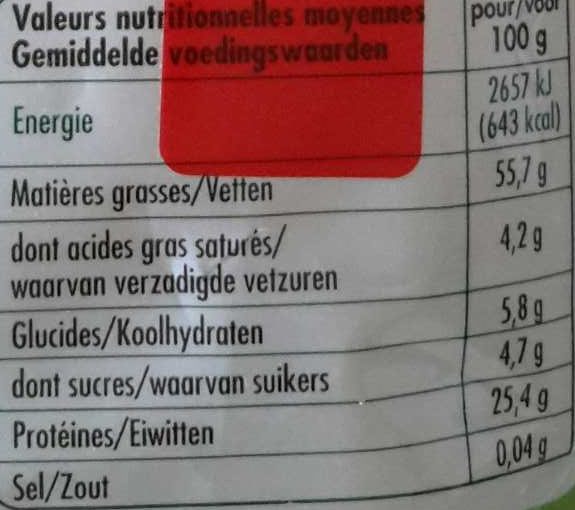 Valeurs nutritionnelles moyennes pour/voor
Gemiddelde voedingswaarden 100 g
Energie 2657 kJ
(643 kcal)
Matières grasses/Vetten 55,7 g
dont acides gras saturés/ 4,2 g
waarvan verzadigde vetzuren
Glucides/Koolhydraten 5,8 g
dont sucres/waarvan suikers 4,7 g
Protéines/Eiwitten 25,4 g
Sel/Zout 0,04 g